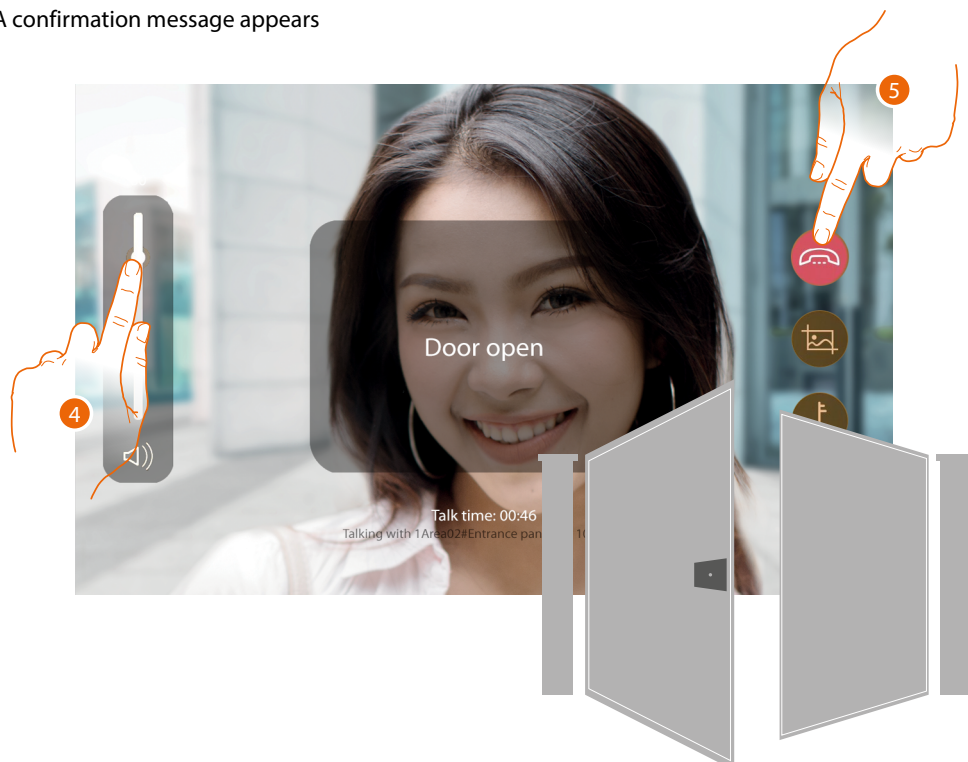 A confirmation message appears
5
Door open
4
Talk time: 00:46
Talking with 1Area02#Entrance pan